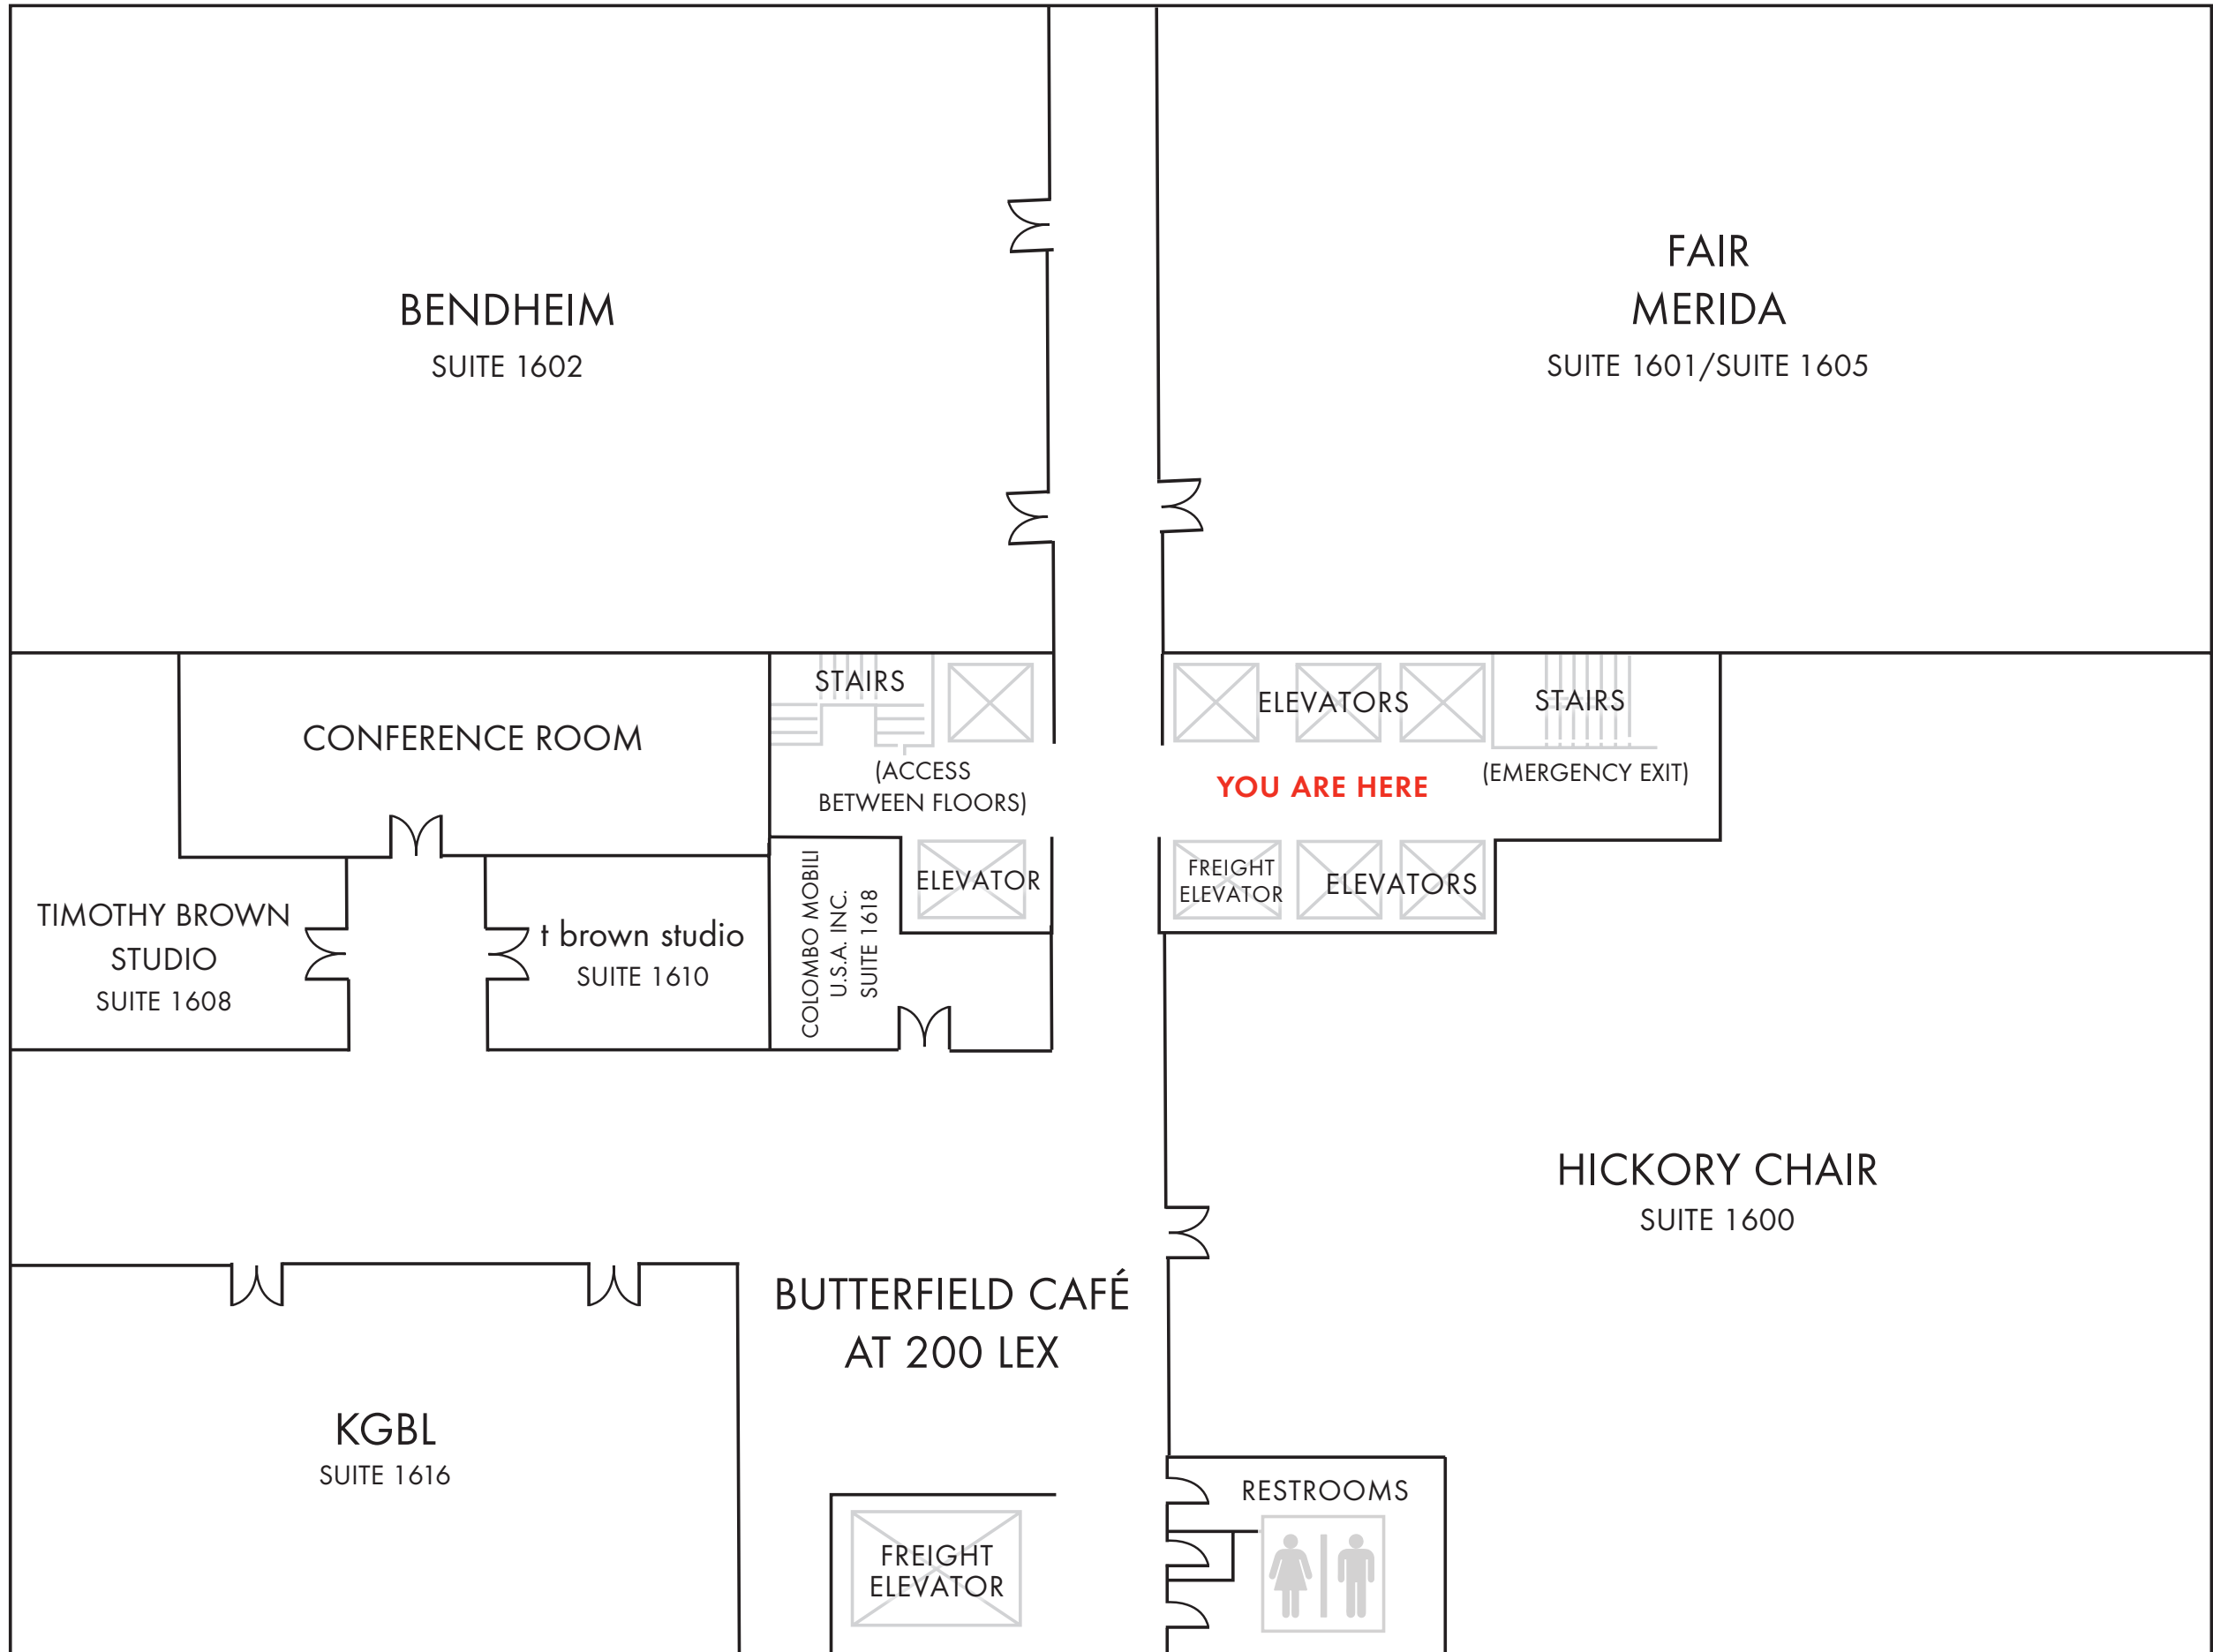 BENDHEIM
SUITE 1602
FAIR
MERIDA
SUITE 1601/SUITE 1605
CONFERENCE ROOM
STAIRS
(ACCESS
BETWEEN FLOORS)
ELEVATORS
STAIRS
(EMERGENCY EXIT)
YOU ARE HERE
TIMOTHY BROWN
STUDIO
SUITE 1608
t brown studio
SUITE 1610
COLOMBO MOBILI
U.S.A. INC.
SUITE 1618
ELEVATOR
FREIGHT
ELEVATOR
ELEVATORS
HICKORY CHAIR
SUITE 1600
BUTTERFIELD CAFÉ
AT 200 LEX
KGBL
SUITE 1616
FREIGHT
ELEVATOR
RESTROOMS